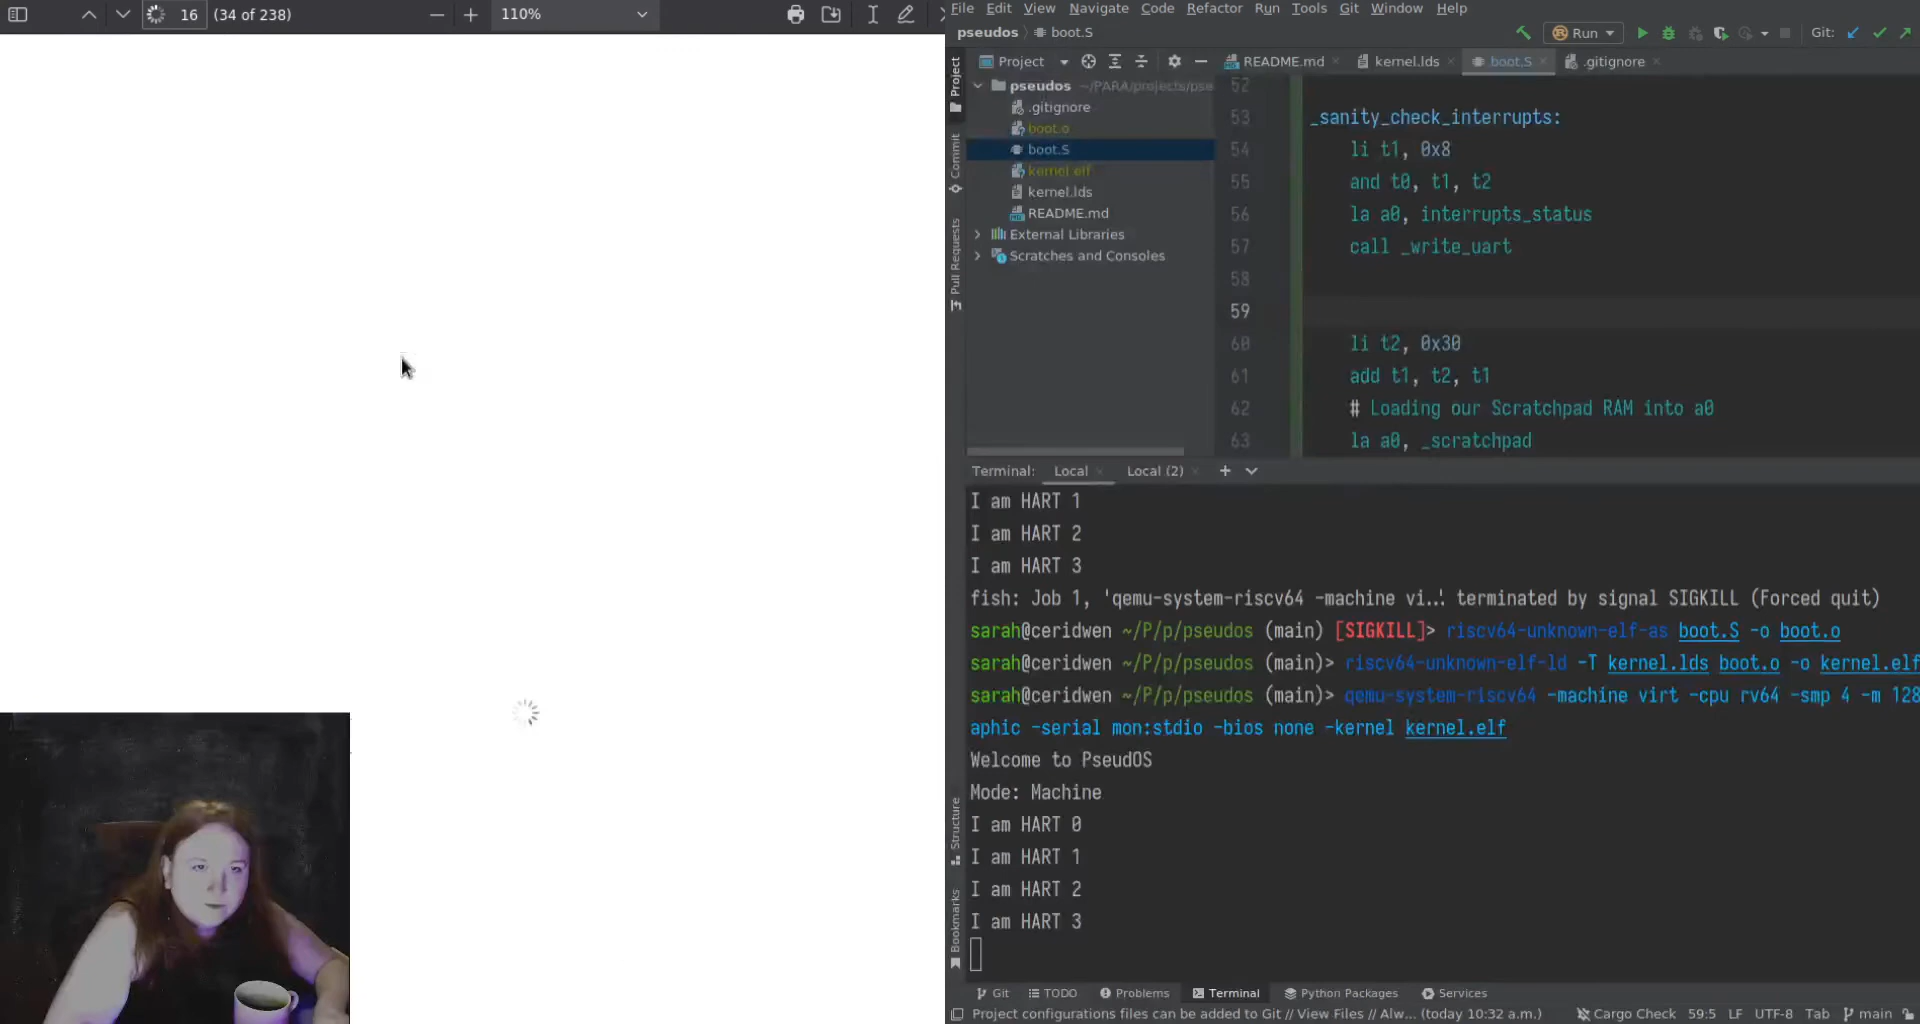 16 (34 of 238)
110%
File Edit View Navigate Code Refactor Run Tools Git Window Help
pseudos boot.S
Run
Git:
Project
README.md
kernel.lds
boot.S
.gitignore
pseudos ~/PARA/projects/pse
.gitignore
boot.o
boot.S
kernel.elf
kernel.lds
README.md
External Libraries
Scratches and Consoles
Project
Commit
Pull Requests
Structure
Bookmarks
52
53 _sanity_check_interrupts:
54 li t1, 0x8
55 and t0, t1, t2
56 la a0, interrupts_status
57 call _write_uart
58
59
60 li t2, 0x30
61 add t1, t2, t1
62 # Loading our Scratchpad RAM into a0
63 la a0, _scratchpad
Terminal: Local Local (2)
I am HART 1
I am HART 2
I am HART 3
fish: Job 1, 'qemu-system-riscv64 -machine vi…' terminated by signal SIGKILL (Forced quit)
sarah@ceridwen ~/P/p/pseudos (main) [SIGKILL]> riscv64-unknown-elf-as boot.S -o boot.o
sarah@ceridwen ~/P/p/pseudos (main)> riscv64-unknown-elf-ld -T kernel.lds boot.o -o kernel.elf
sarah@ceridwen ~/P/p/pseudos (main)> qemu-system-riscv64 -machine virt -cpu rv64 -smp 4 -m 128
aphic -serial mon:stdio -bios none -kernel kernel.elf
Welcome to PseudOS
Mode: Machine
I am HART 0
I am HART 1
I am HART 2
I am HART 3
Git TODO Problems Terminal Python Packages Services
Project configurations files can be added to Git // View Files // Alw... (today 10:32 a.m.)
Cargo Check 59:5 LF UTF-8 Tab main